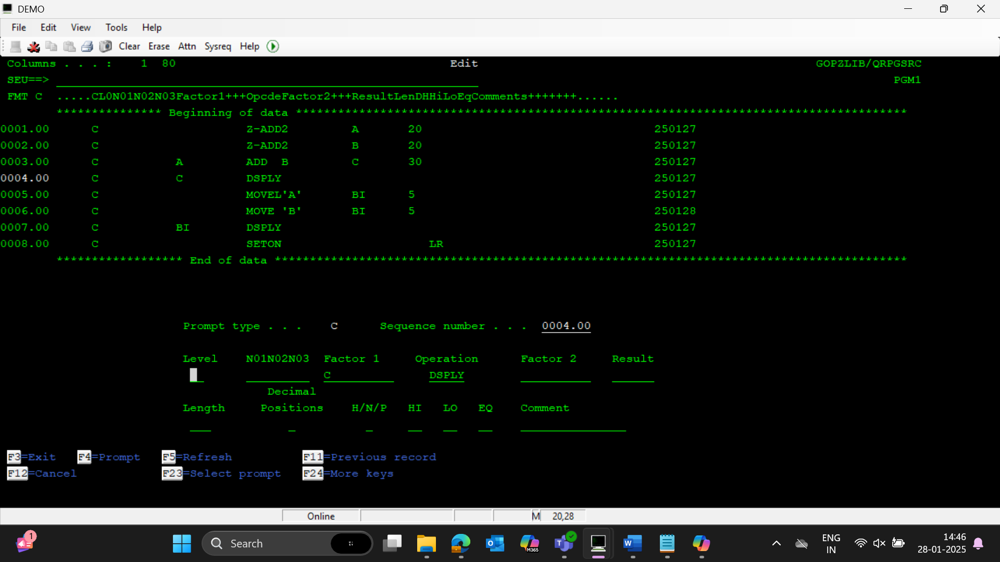 DEMO
File Edit View Tools Help
Clear Erase Attn Sysreq Help
Columns . . . : 1 80 Edit GOPZLIB/QRPGSRC
SEU==> PGM1
FMT C .....CL0N01N02N03Factor1+++OpcdeFactor2+++ResultLenDHHiLoEqComments+++++++......
*************** Beginning of data ***************************************************************************************
0001.00 C Z-ADD2 A 20 250127
0002.00 C Z-ADD2 B 20 250127
0003.00 C A ADD B C 30 250127
0004.00 C C DSPLY 250127
0005.00 C MOVEL'A' BI 5 250127
0006.00 C MOVE 'B' BI 5 250128
0007.00 C BI DSPLY 250127
0008.00 C SETON LR 250127
****************** End of data ******************************************************************************************
Prompt type . . . C Sequence number . . . 0004.00
Level N01N02N03 Factor 1 Operation Factor 2 Result
C DSPLY
Decimal
Length Positions H/N/P HI LO EQ Comment
F3=Exit F4=Prompt F5=Refresh F11=Previous record
F12=Cancel F23=Select prompt F24=More keys
Online M 20,28
1 Search M365 ENG 14:46
IN 28-01-2025